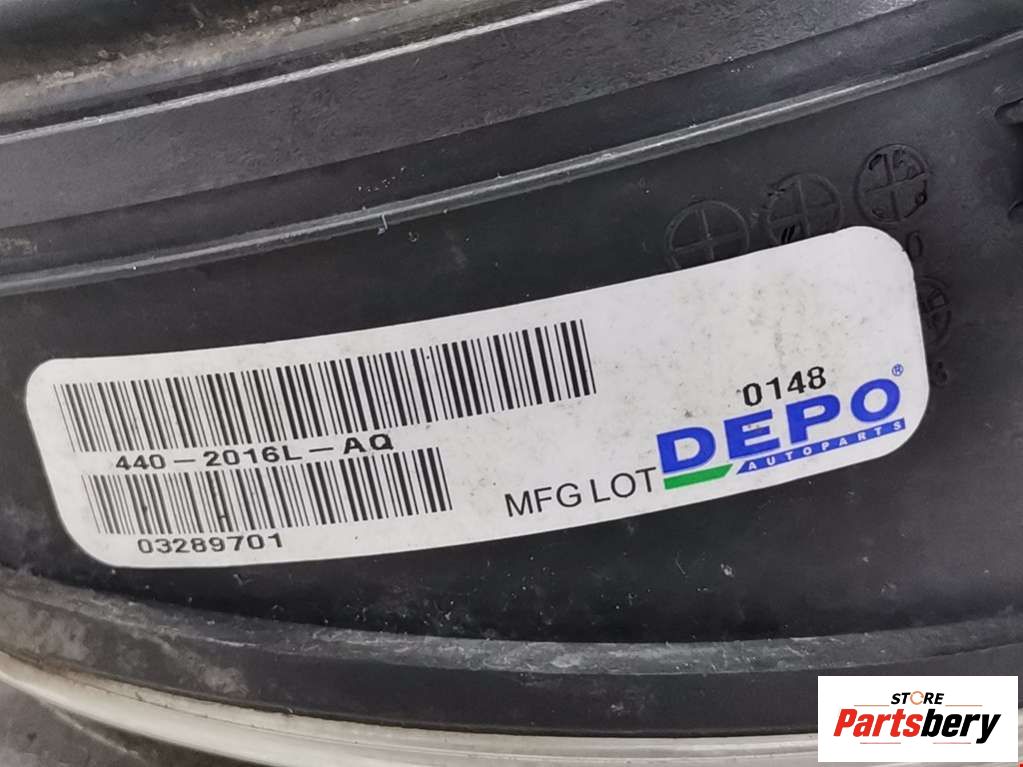 0148
440-2016L-AQ
DEPO®
AUTOPARTS
MFG LOT
03289701
STORE
Partsbery